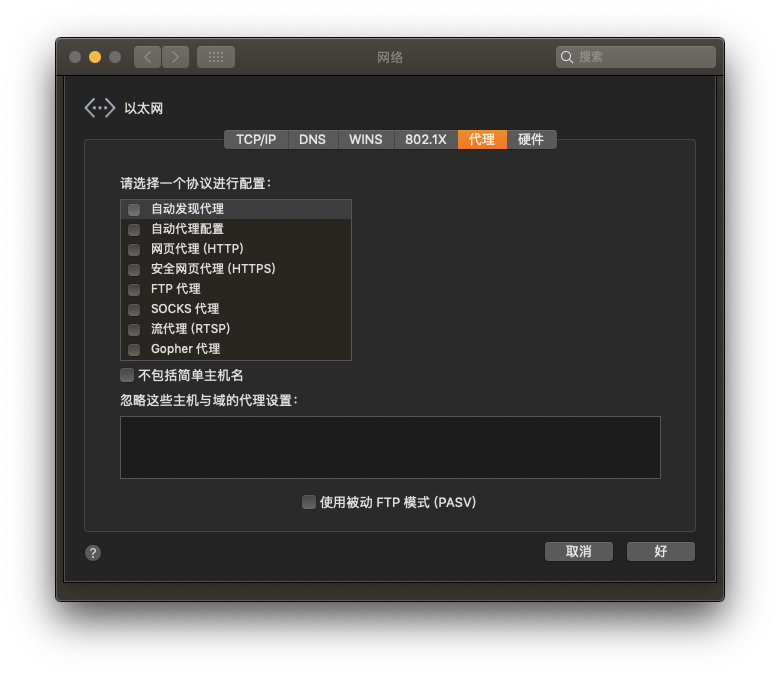 网络
搜索
以太网
TCP/IP DNS WINS 802.1X 代理 硬件
请选择一个协议进行配置：
自动发现代理
自动代理配置
网页代理 (HTTP)
安全网页代理 (HTTPS)
FTP 代理
SOCKS 代理
流代理 (RTSP)
Gopher 代理
不包括简单主机名
忽略这些主机与域的代理设置：
使用被动 FTP 模式 (PASV)
?
取消 好